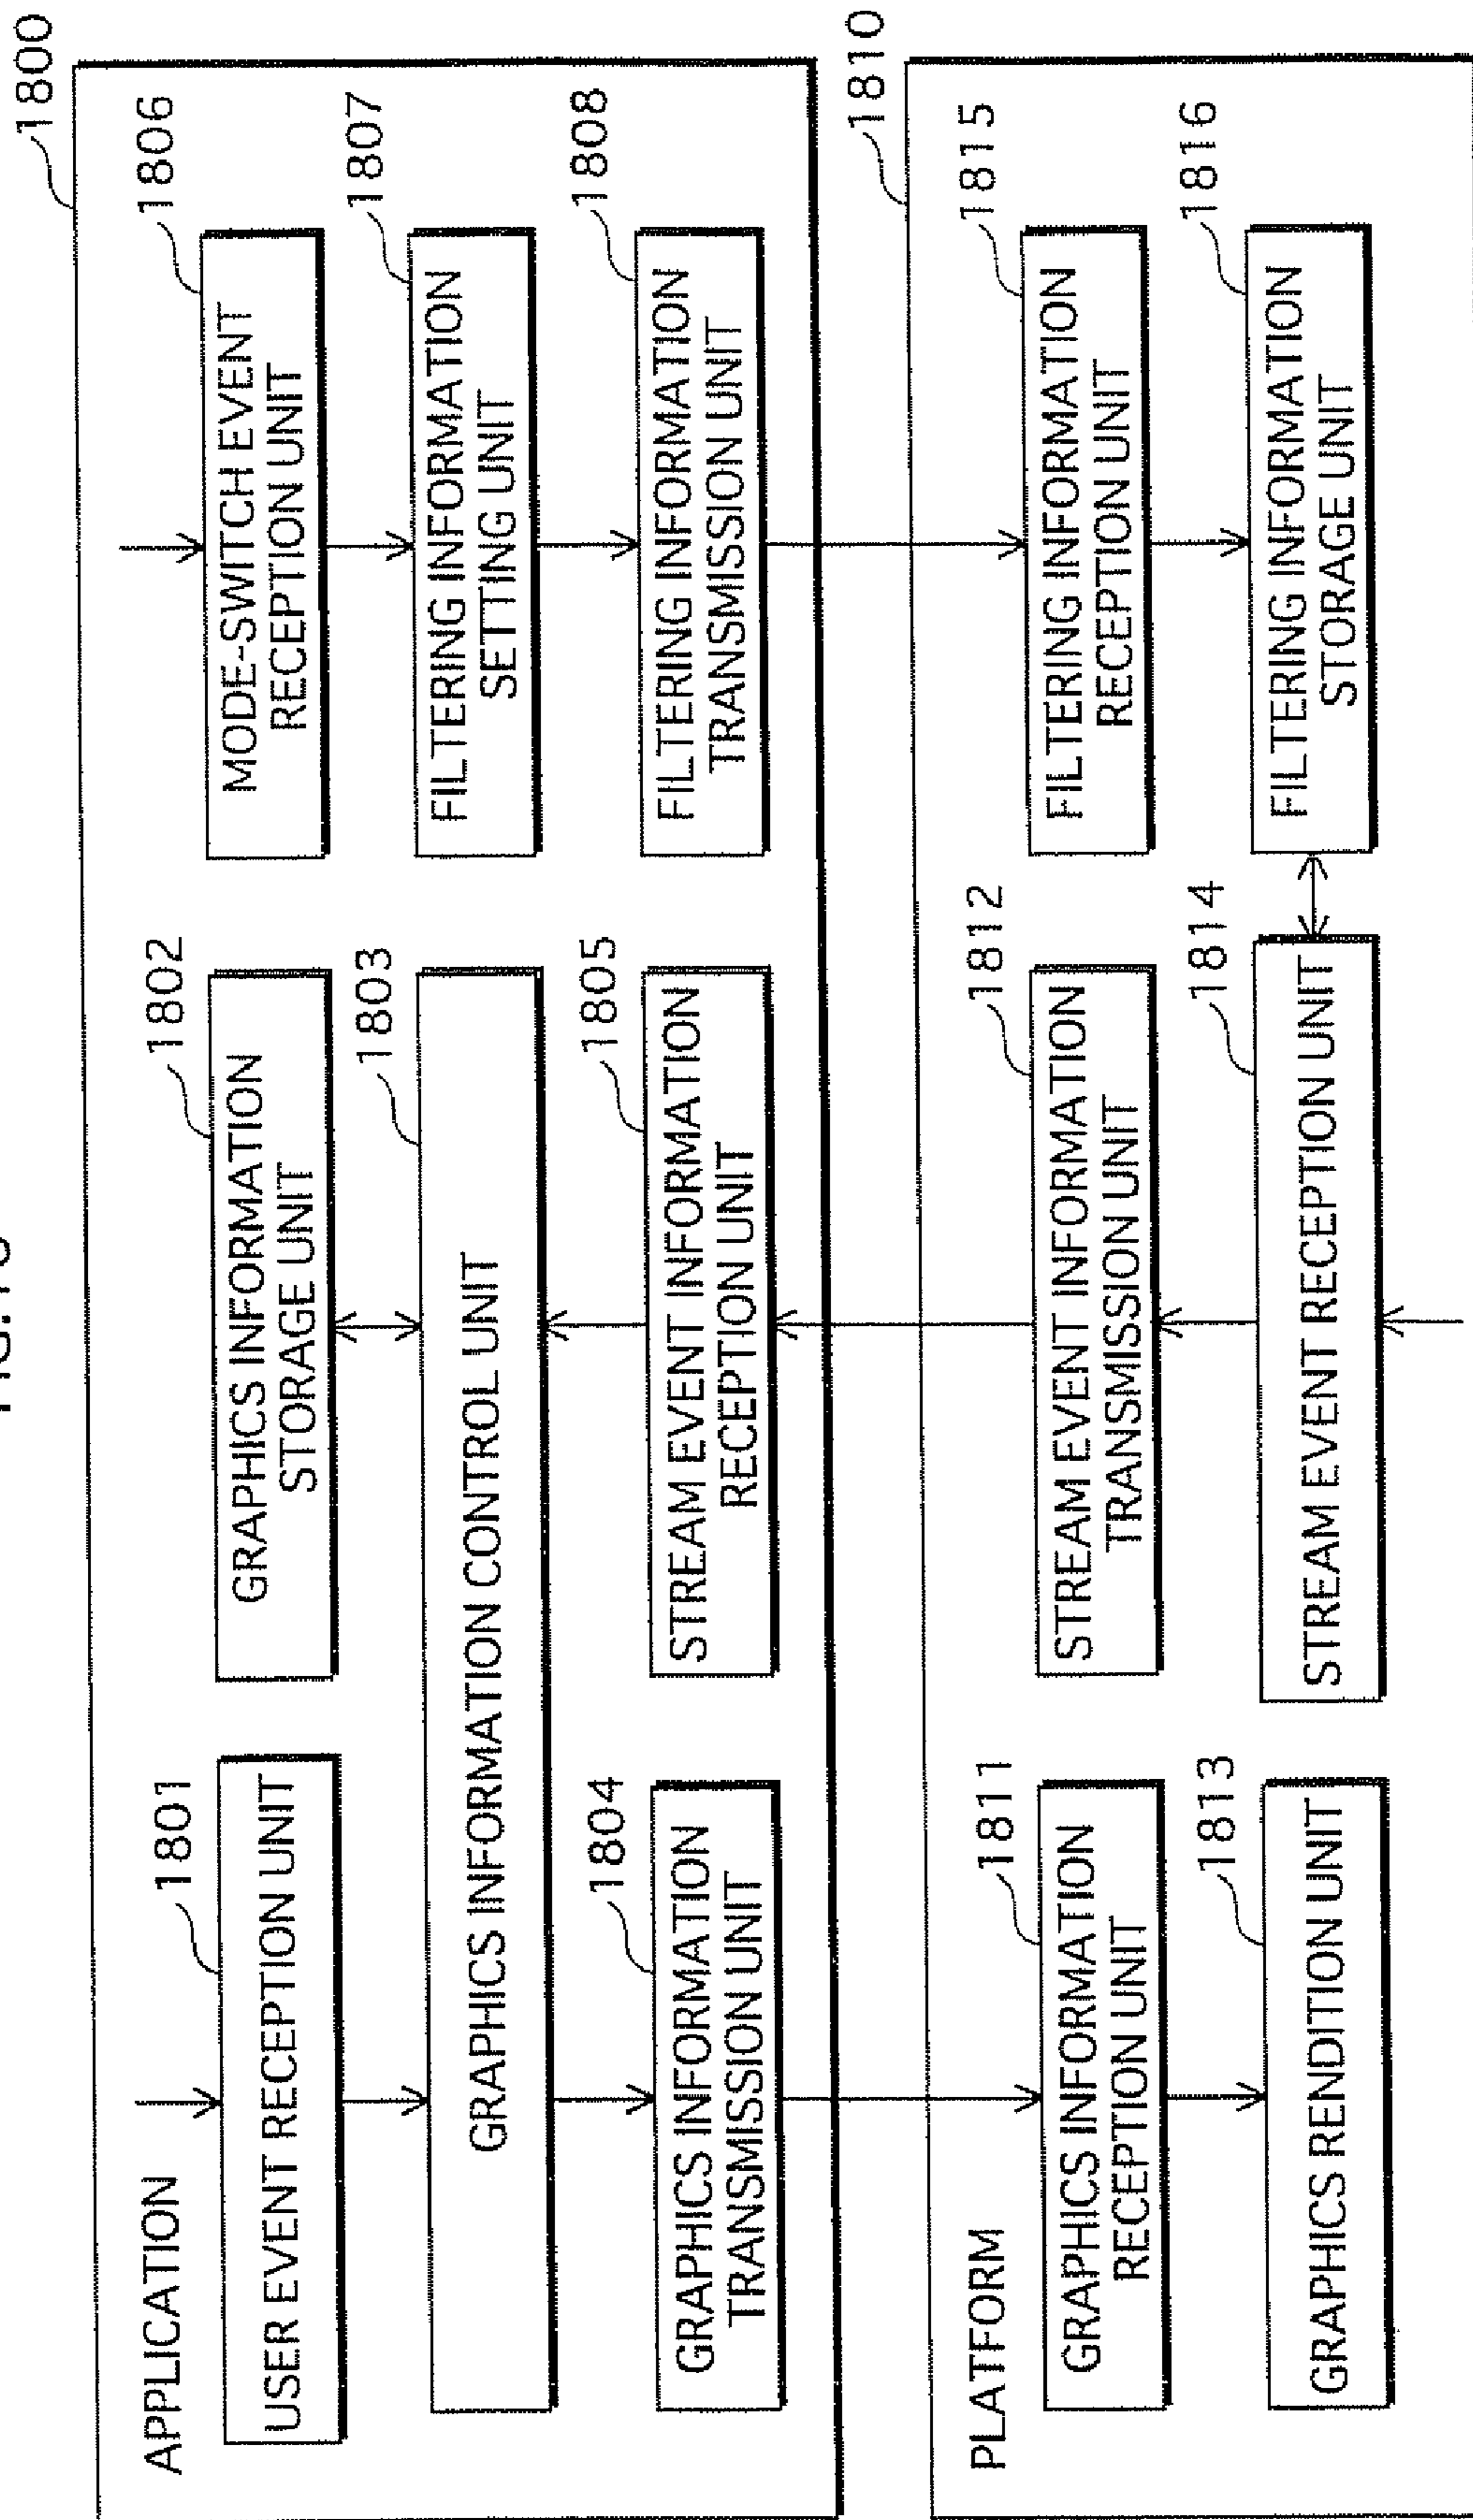 1800
APPLICATION
1801
USER EVENT RECEPTION UNIT
1802
GRAPHICS INFORMATION
STORAGE UNIT
1806
MODE-SWITCH EVENT
RECEPTION UNIT
1803
GRAPHICS INFORMATION CONTROL UNIT
1807
FILTERING INFORMATION
SETTING UNIT
1804
GRAPHICS INFORMATION
TRANSMISSION UNIT
1805
STREAM EVENT INFORMATION
RECEPTION UNIT
1808
FILTERING INFORMATION
TRANSMISSION UNIT
1810
PLATFORM
1811
GRAPHICS INFORMATION
RECEPTION UNIT
1812
STREAM EVENT INFORMATION
TRANSMISSION UNIT
1815
FILTERING INFORMATION
RECEPTION UNIT
1813
GRAPHICS RENDITION UNIT
1814
STREAM EVENT RECEPTION UNIT
1816
FILTERING INFORMATION
STORAGE UNIT